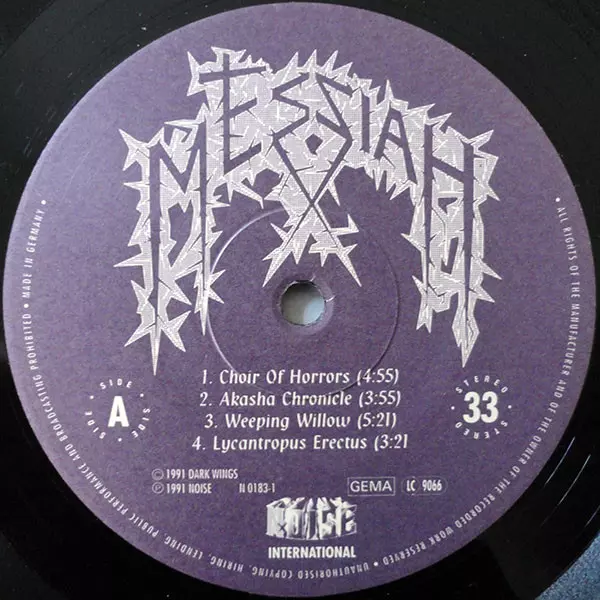 MESSIAH
1. Choir Of Horrors (4:55)
2. Akasha Chronicle (3:55)
3. Weeping Willow (5:21)
4. Lycantropus Erectus (3:21
SIDE • SIDE • SIDE •
A
STEREO • STEREO •
33
© 1991 DARK WINGS
℗ 1991 NOISE N 0183-1
GEMA LC 9066
NOISE
INTERNATIONAL
• ALL RIGHTS OF THE MANUFACTURER AND OF THE OWNER OF THE RECORDED WORK RESERVED • UNAUTHORISED COPYING, HIRING, LENDING, PUBLIC PERFORMANCE AND BROADCASTING PROHIBITED • MADE IN GERMANY •